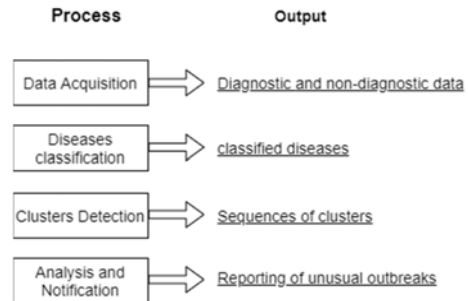 Process Output
Data Acquisition Diagnostic and non-diagnostic data
Diseases
classification
classified diseases
Clusters Detection Sequences of clusters
Analysis and
Notification
Reporting of unusual outbreaks